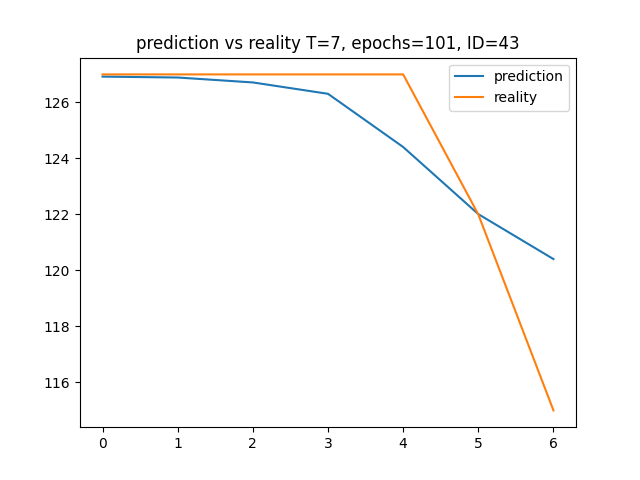 prediction vs reality T=7, epochs=101, ID=43
prediction
reality
126
124
122
120
118
116
0 1 2 3 4 5 6